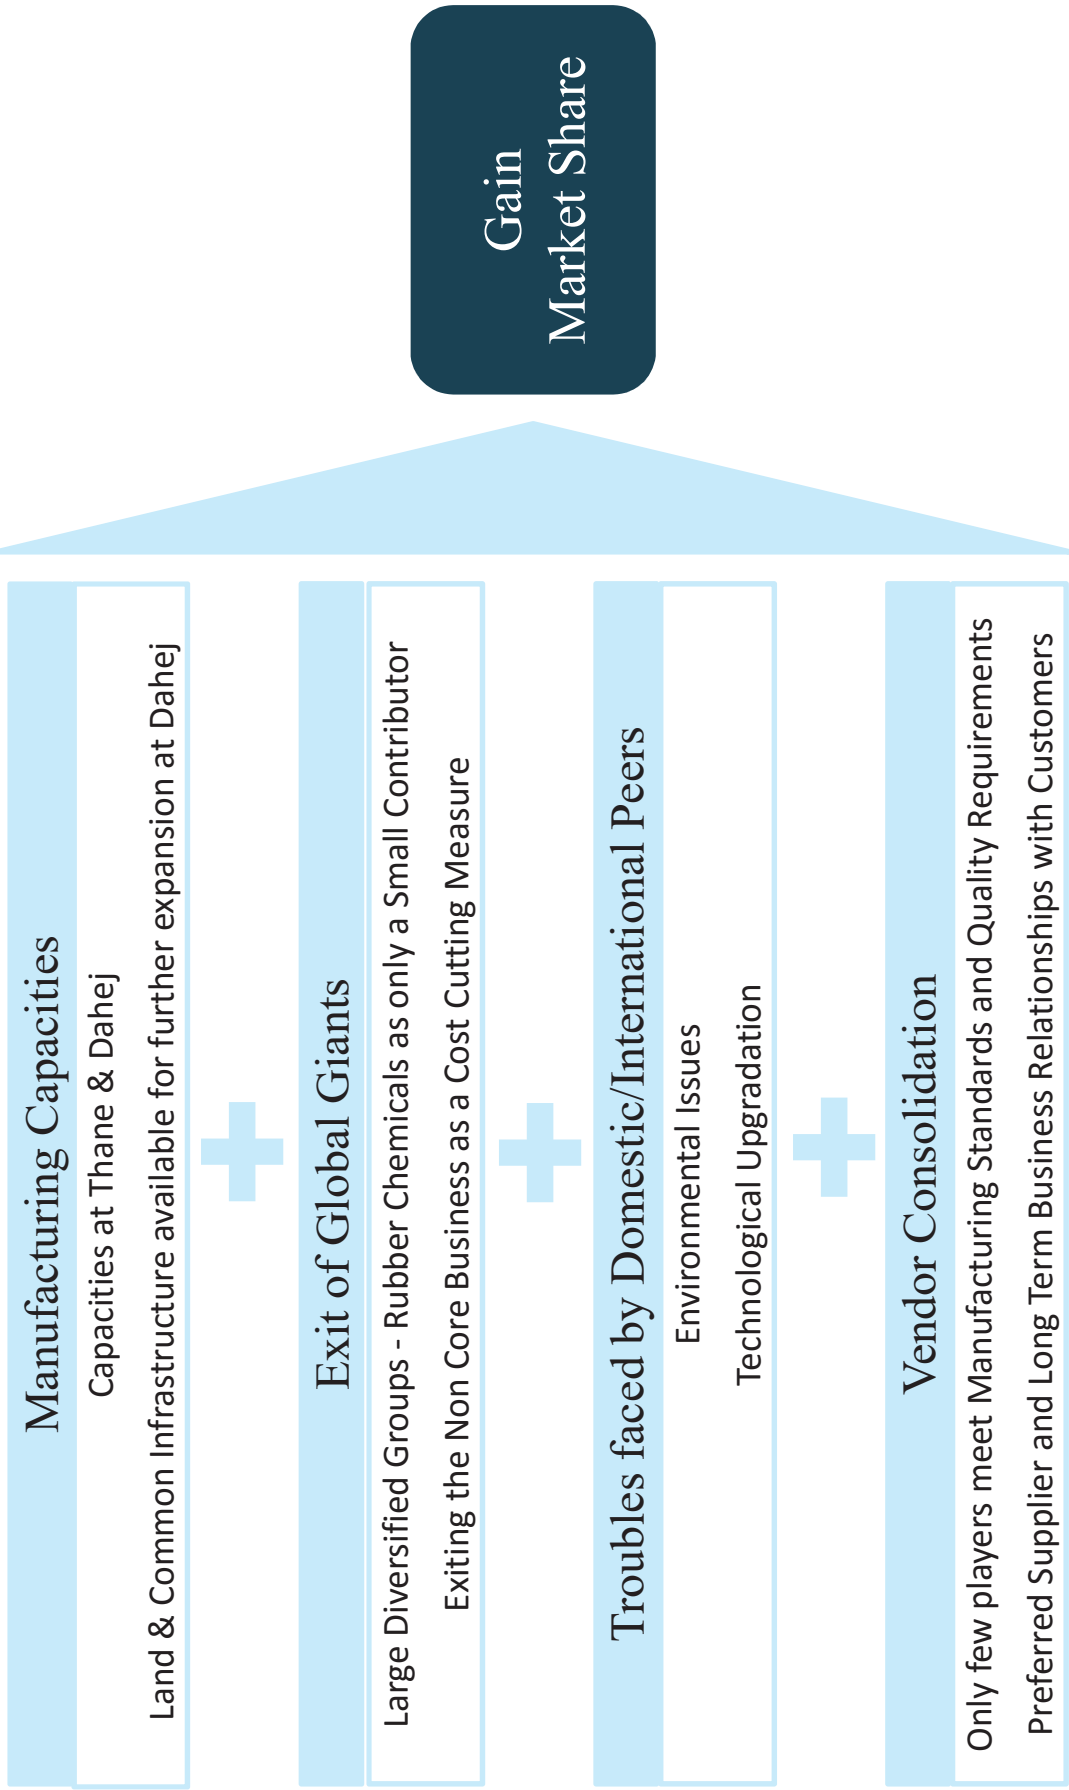 Manufacturing Capacities
Capacities at Thane & Dahej
Land & Common Infrastructure available for further expansion at Dahej
Exit of Global Giants
Large Diversified Groups - Rubber Chemicals as only a Small Contributor
Exiting the Non Core Business as a Cost Cutting Measure
Troubles faced by Domestic/International Peers
Environmental Issues
Technological Upgradation
Vendor Consolidation
Only few players meet Manufacturing Standards and Quality Requirements
Preferred Supplier and Long Term Business Relationships with Customers
Gain
Market Share